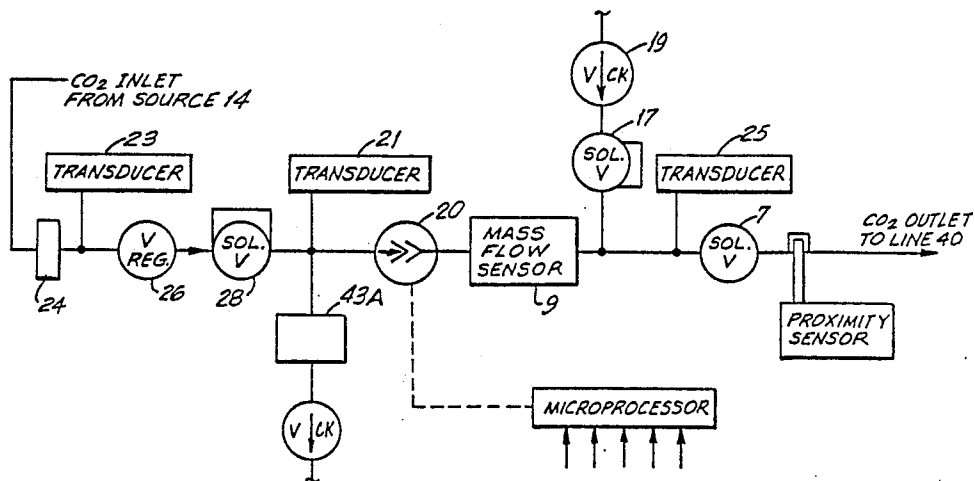 19
CO₂ INLET
FROM SOURCE 14
V CK
23
21
17
25
TRANSDUCER
TRANSDUCER
SOL.
V
TRANSDUCER
20
7
CO₂ OUTLET
TO LINE 40
V
REG.
SOL.
V
MASS
FLOW
SENSOR
SOL.
V
24
26
28
43A
9
PROXIMITY
SENSOR
V CK
MICROPROCESSOR